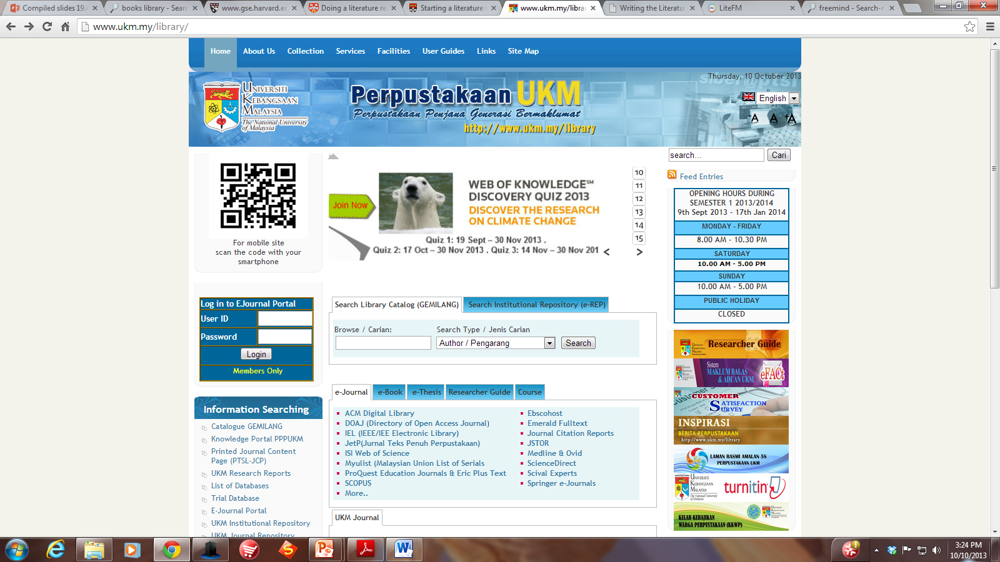 Compiled slides 19.
books library - Sear
www.gse.harvard.ed
Doing a literature re
Starting a literature
www.ukm.my/librar
Writing the Literatur
LiteFM
freemind - Search-r
www.ukm.my/library/
Home About Us Collection Services Facilities User Guides Links Site Map
Thursday, 10 October 2013
UNIVERSITI
KEBANGSAAN
MALAYSIA
The National University
of Malaysia
Perpustakaan UKM
Perpustakaan Penjana Generasi Bermaklumat
http://www.ukm.my/library
English
-A A +A
search...
Cari
For mobile site
scan the code with your
smartphone
Join Now
WEB OF KNOWLEDGE℠
DISCOVERY QUIZ 2013
DISCOVER THE RESEARCH
ON CLIMATE CHANGE
Quiz 1: 19 Sept – 30 Nov 2013 .
Quiz 2: 17 Oct – 30 Nov 2013 . Quiz 3: 14 Nov – 30 Nov 201
10
11
12
13
14
15
Feed Entries
OPENING HOURS DURING
SEMESTER 1 2013/2014
9th Sept 2013 - 17th Jan 2014
MONDAY - FRIDAY
8.00 AM - 10.30 PM
SATURDAY
10.00 AM - 5.00 PM
SUNDAY
10.00 AM - 5.00 PM
PUBLIC HOLIDAY
CLOSED
Log in to EJournal Portal
User ID
Password
Login
Members Only
Search Library Catalog (GEMILANG) Search Institutional Repository (e-REP)
Browse / Carian: Search Type / Jenis Carian
Author / Pengarang Search
e-Journal e-Book e-Thesis Researcher Guide Course
ACM Digital Library
DOAJ (Directory of Open Access Journal)
IEL (IEEE/IEE Electronic Library)
JetP(Jurnal Teks Penuh Perpustakaan)
ISI Web of Science
Myulist (Malaysian Union List of Serials
ProQuest Education Journals & Eric Plus Text
SCOPUS
More..
Ebscohost
Emerald Fulltext
Journal Citation Reports
JSTOR
Medline & Ovid
ScienceDirect
Scival Experts
Springer e-Journals
UKM Journal
Information Searching
Catalogue GEMILANG
Knowledge Portal PPPUKM
Printed Journal Content
Page (PTSL-JCP)
UKM Research Reports
List of Databases
Trial Database
E-Journal Portal
UKM Institutional Repository
UKM Journal Repository
Researcher Guide
Sistem
MAKLUM BALAS
& ADUAN UKM
eFACt
CUSTOMER
SATISFACTION
SURVEY
INSPIRASI
BERITA PERPUSTAKAAN
http://www.ukm.my/library
LAMAN RASMI AMALAN 5S
PERPUSTAKAAN UKM
UNIVERSITI
KEBANGSAAN
MALAYSIA
turnitin
KELAB KEBAJIKAN
WARGA PERPUSTAKAAN (KKWP)
3:24 PM
10/10/2013